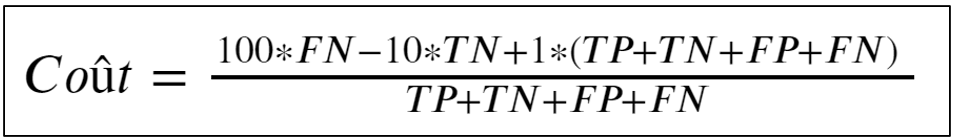 Coût = 100*FN−10*TN+1*(TP+TN+FP+FN)
TP+TN+FP+FN